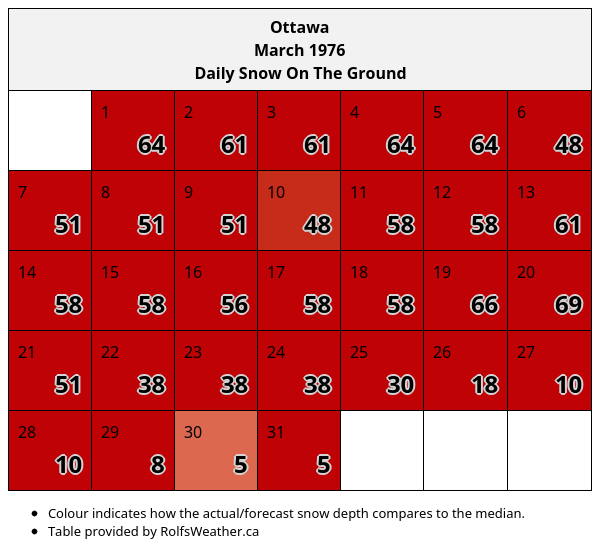 Ottawa
March 1976
Daily Snow On The Ground
1 2 3 4 5 6
64 61 61 64 64 48
7 8 9 10 11 12 13
51 51 51 48 58 58 61
14 15 16 17 18 19 20
58 58 56 58 58 66 69
21 22 23 24 25 26 27
51 38 38 38 30 18 10
28 29 30 31
10 8 5 5
Colour indicates how the actual/forecast snow depth compares to the median.
Table provided by RolfsWeather.ca